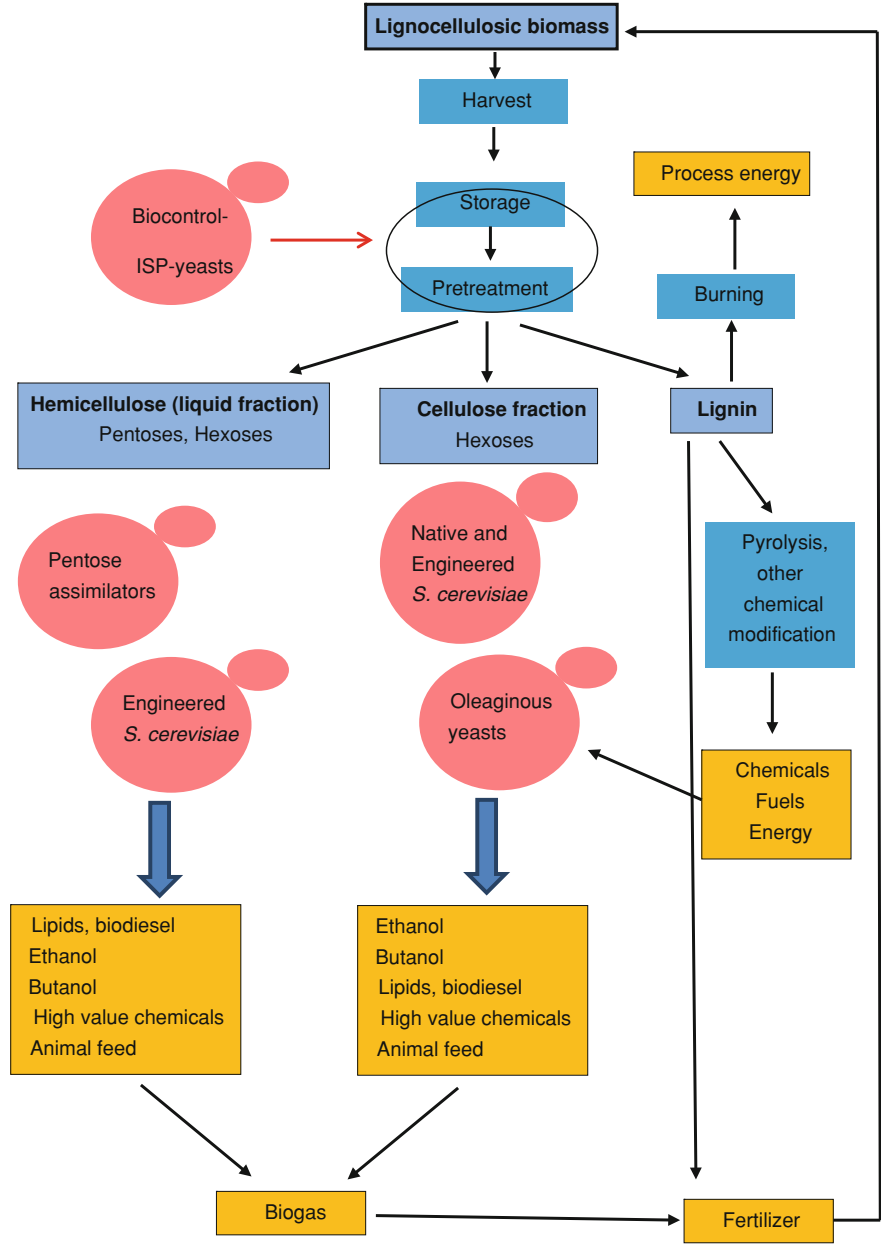 Lignocellulosic biomass
Harvest
Process energy
Storage
Biocontrol-
ISP-yeasts
Pretreatment
Burning
Hemicellulose (liquid fraction)
Pentoses, Hexoses
Cellulose fraction
Hexoses
Lignin
Pentose
assimilators
Native and
Engineered
S. cerevisiae
Pyrolysis,
other
chemical
modification
Engineered
S. cerevisiae
Oleaginous
yeasts
Chemicals
Fuels
Energy
Lipids, biodiesel
Ethanol
Butanol
High value chemicals
Animal feed
Ethanol
Butanol
Lipids, biodiesel
High value chemicals
Animal feed
Biogas
Fertilizer